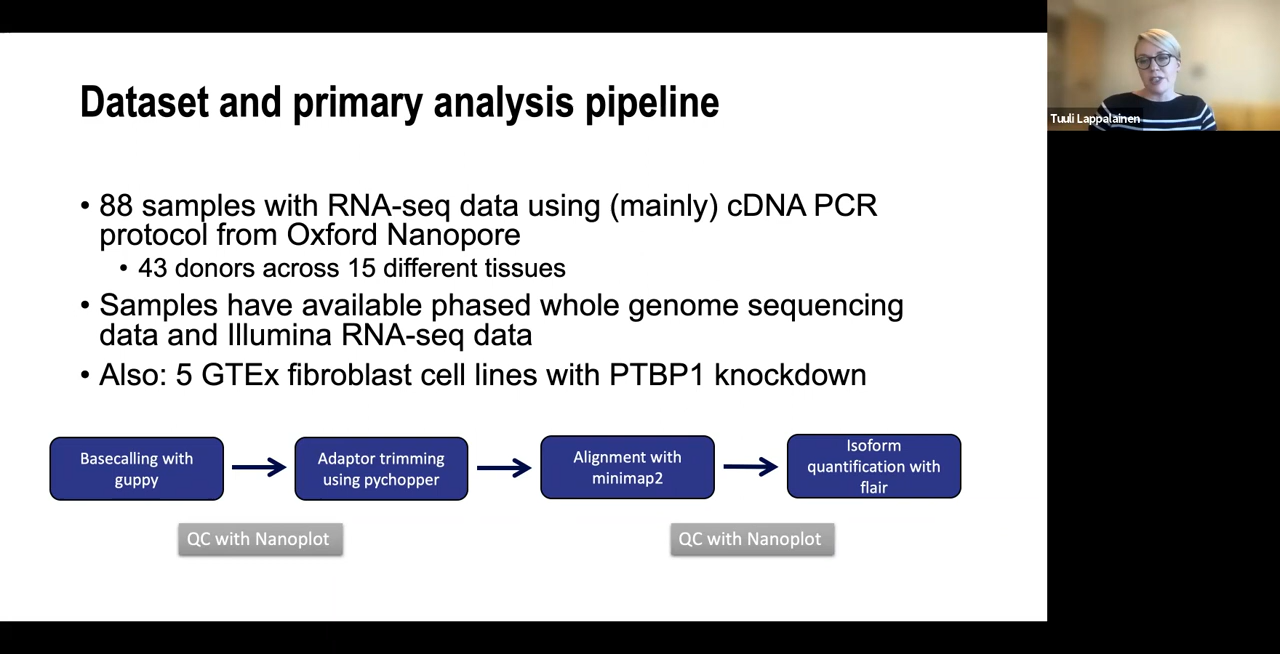 Dataset and primary analysis pipeline
Tuuli Lappalainen
• 88 samples with RNA-seq data using (mainly) cDNA PCR
protocol from Oxford Nanopore
• 43 donors across 15 different tissues
• Samples have available phased whole genome sequencing
data and Illumina RNA-seq data
• Also: 5 GTEx fibroblast cell lines with PTBP1 knockdown
Basecalling with
guppy
Adaptor trimming
using pychopper
Alignment with
minimap2
Isoform
quantification with
flair
QC with Nanoplot
QC with Nanoplot